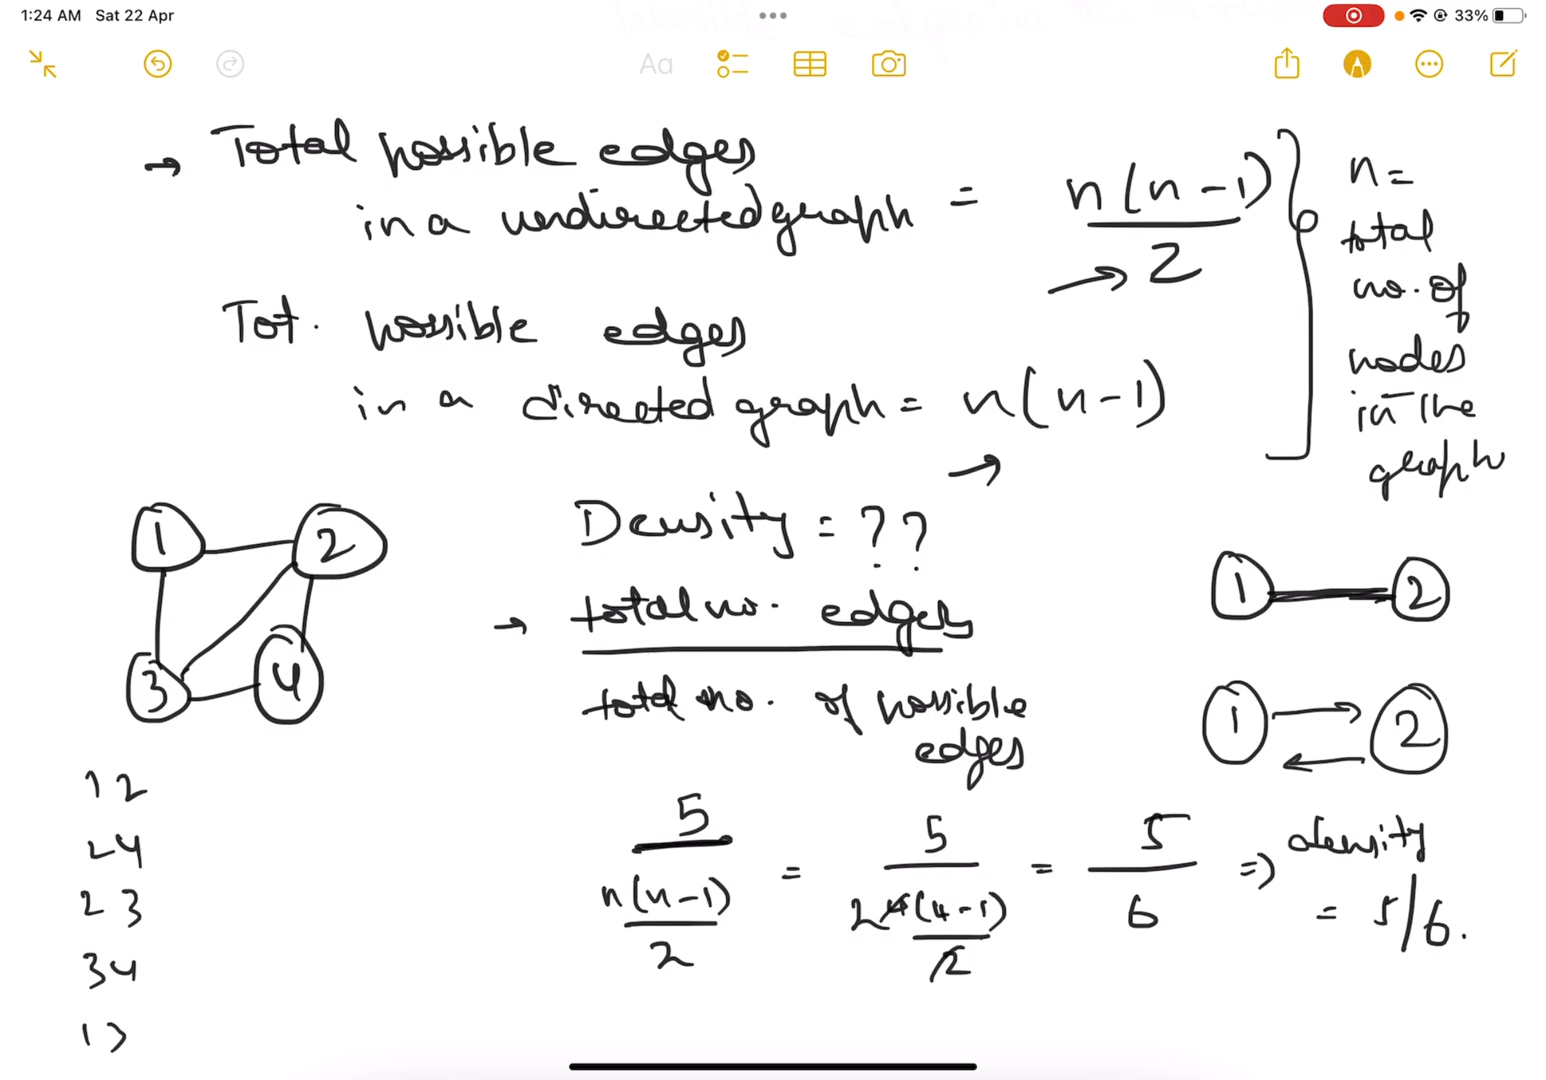 1:24 AM Sat 22 Apr
33%
Aa
→ Total possible edges
in a undirected graph = n(n-1)/2
n =
total
no. of
nodes
in the
graph
Tot. possible edges
in a directed graph = n(n-1)
Density = ??
→ total no. edges
total no. of possible
edges
1 2
3 4
1 2
1 2
1 2
2 4
2 3
3 4
1 3
5 / (n(n-1)/2) = 5 / (2 4(4-1)/2) = 5/6 ⇒ density
= 5/6.